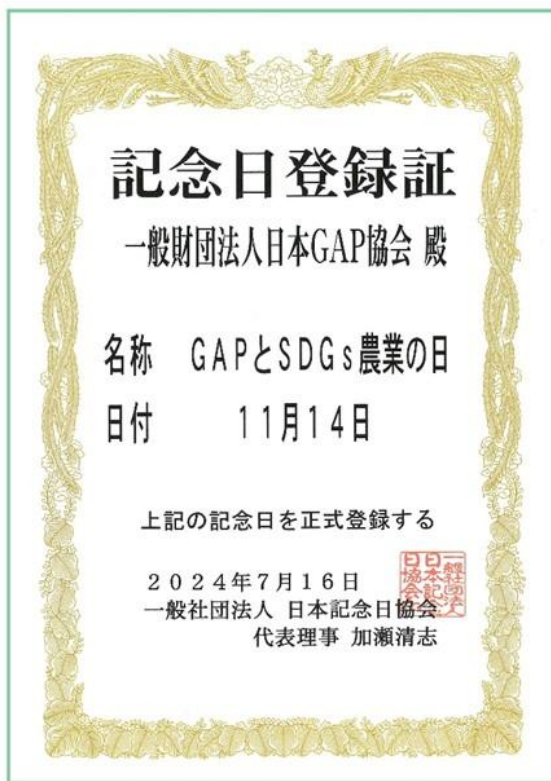 記念日登録証
一般財団法人日本GAP協会 殿
名称 GAPとSDGs農業の日
日付 11月14日
上記の記念日を正式登録する
2024年7月16日
一般社団法人 日本記念日協会
代表理事 加瀬清志
一般社団法人
日本記念
日協会